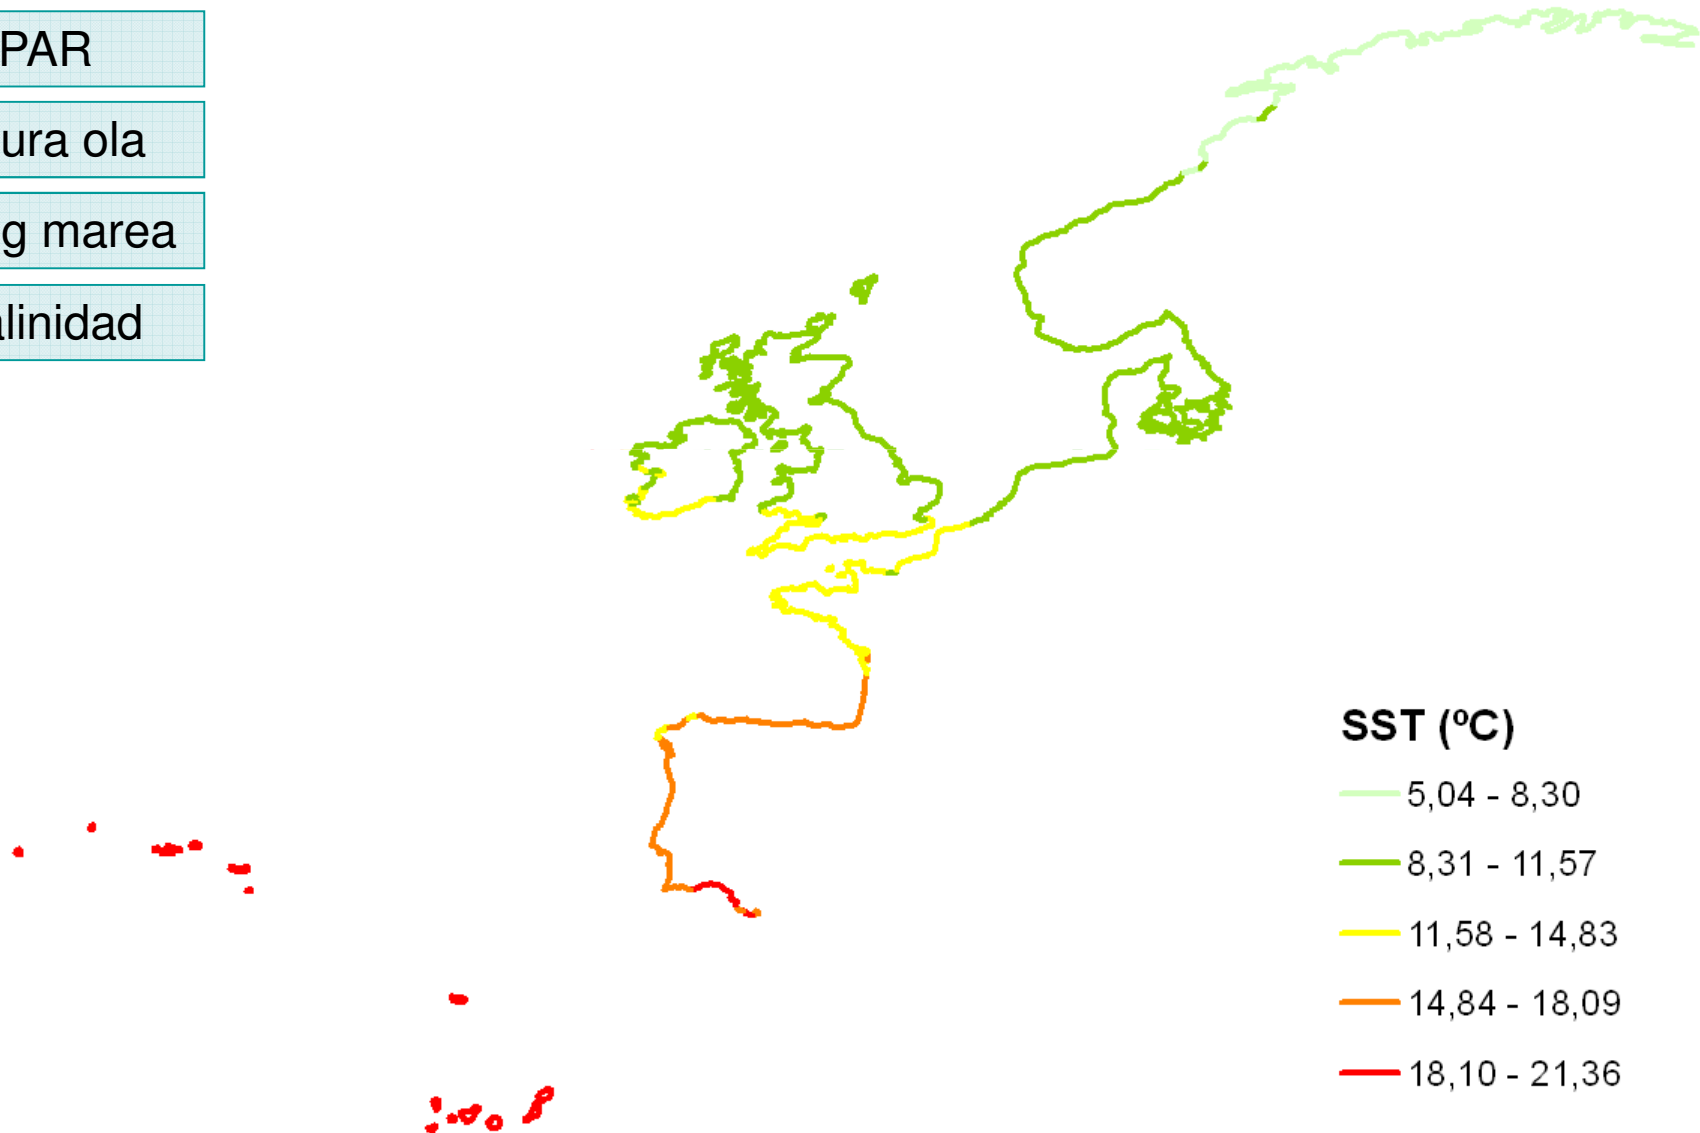 PAR
ura ola
g marea
alinidad
SST (ºC)
5,04 - 8,30
8,31 - 11,57
11,58 - 14,83
14,84 - 18,09
18,10 - 21,36